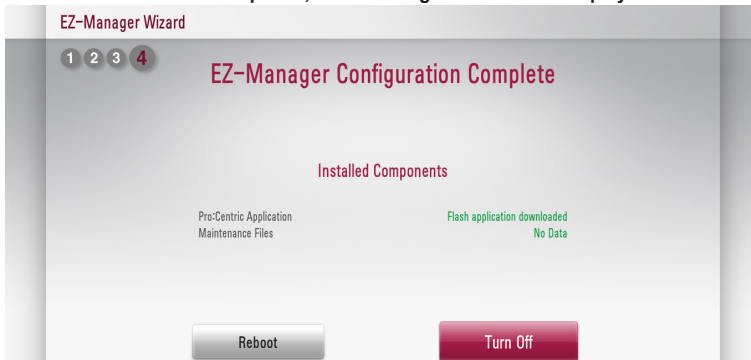 EZ-Manager Wizard
1 2 3 4
EZ-Manager Configuration Complete
Installed Components
Pro:Centric Application Flash application downloaded
Maintenance Files No Data
Reboot Turn Off